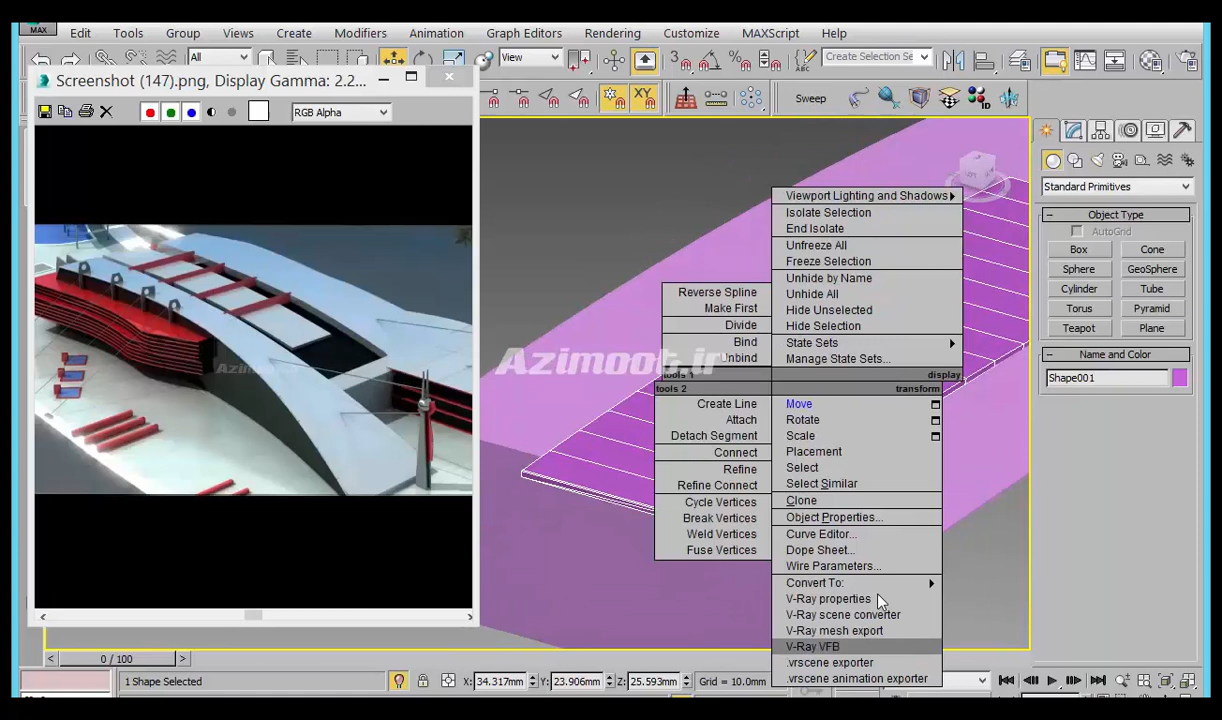 MAX
Edit Tools Group Views Create Modifiers Animation Graph Editors Rendering Customize MAXScript Help
All
View
Create Selection Se
Screenshot (147).png, Display Gamma: 2.2...
RGB Alpha
XY
Sweep
1D
Standard Primitives
Object Type
AutoGrid
Box Cone
Sphere GeoSphere
Cylinder Tube
Torus Pyramid
Teapot Plane
Name and Color
Shape001
Viewport Lighting and Shadows
Isolate Selection
End Isolate
Unfreeze All
Freeze Selection
Unhide by Name
Unhide All
Hide Unselected
Hide Selection
State Sets
Manage State Sets...
Reverse Spline
Make First
Divide
Bind
Unbind
tools 1 display
tools 2 transform
Create Line
Attach
Detach Segment
Connect
Refine
Refine Connect
Cycle Vertices
Break Vertices
Weld Vertices
Fuse Vertices
Move
Rotate
Scale
Placement
Select
Select Similar
Clone
Object Properties...
Curve Editor...
Dope Sheet...
Wire Parameters...
Convert To:
V-Ray properties
V-Ray scene converter
V-Ray mesh export
V-Ray VFB
.vrscene exporter
.vrscene animation exporter
Azimoot.ir
Azimoot.ir
0 / 100
1 Shape Selected
X: 34.317mm Y: 23.906mm Z: 25.593mm Grid = 10.0mm